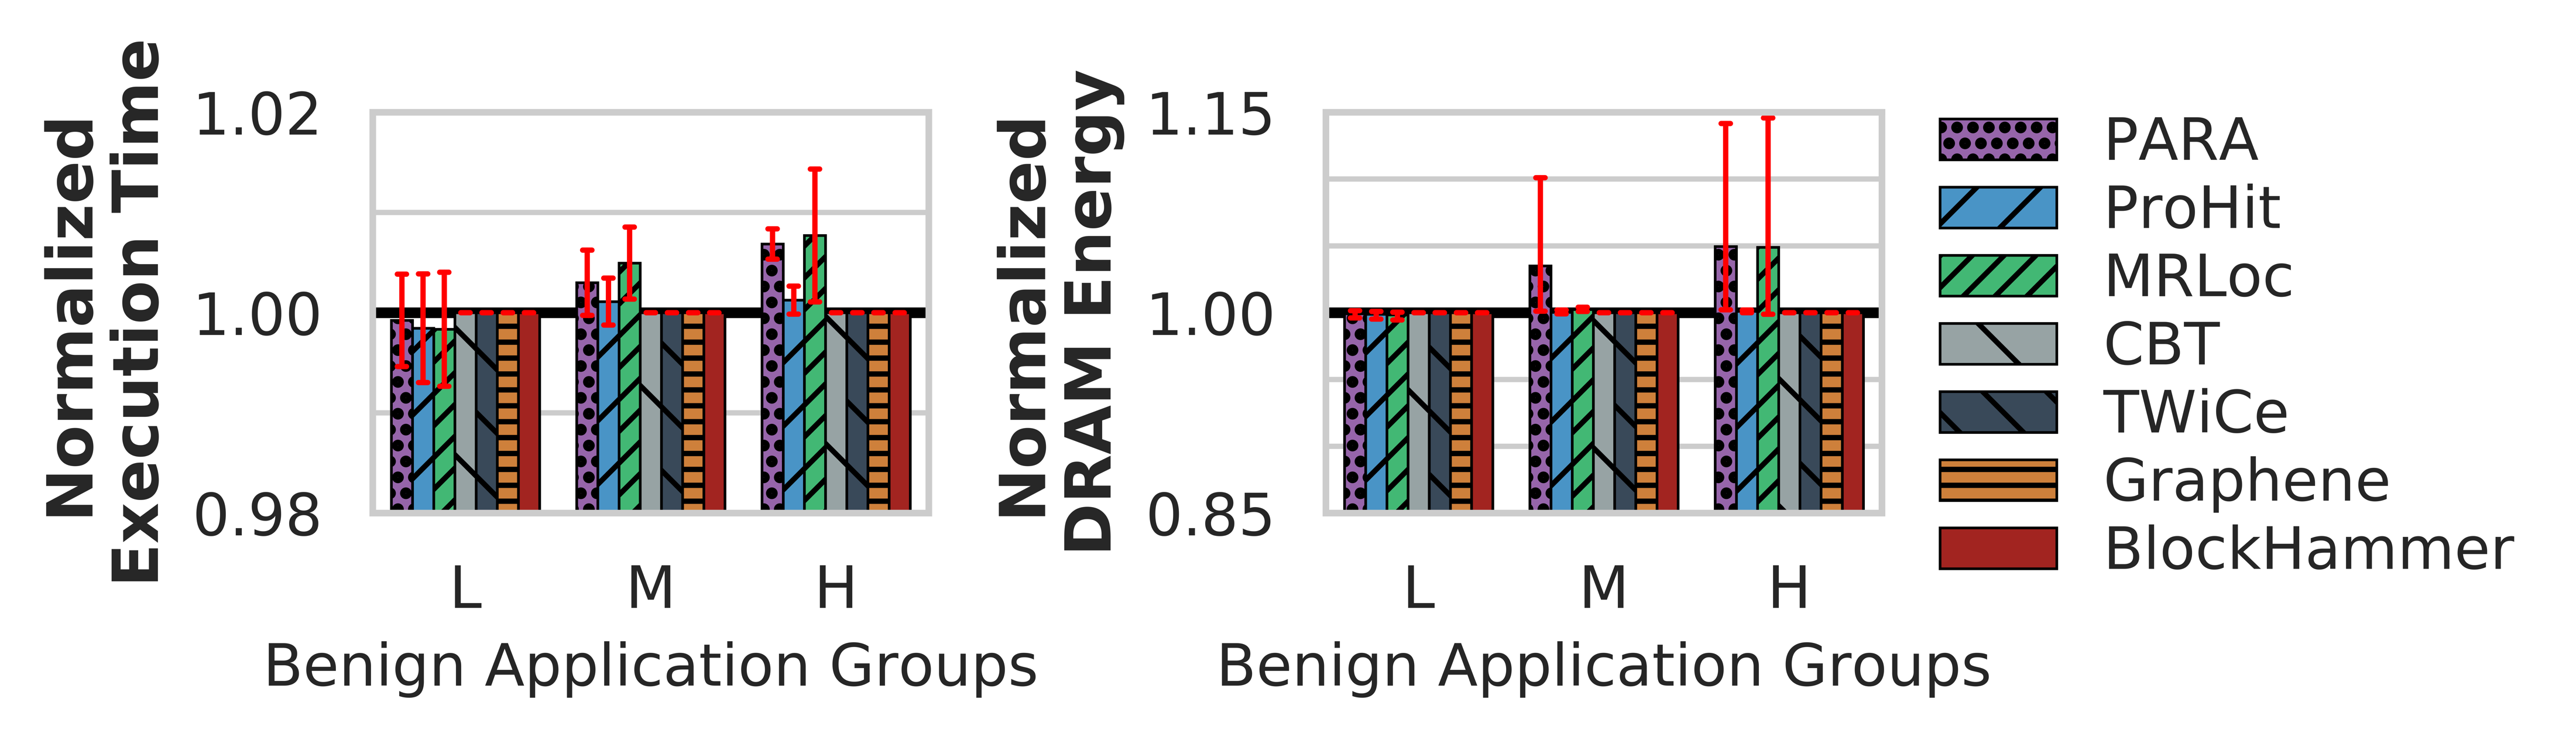 Normalized
Execution Time
1.02
1.00
0.98
L M H
Benign Application Groups
Normalized
DRAM Energy
1.15
1.00
0.85
L M H
Benign Application Groups
PARA
ProHit
MRLoc
CBT
TWiCe
Graphene
BlockHammer